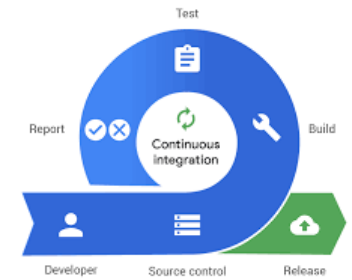 Test
Report
Continuous
integration
Build
Developer
Source control
Release